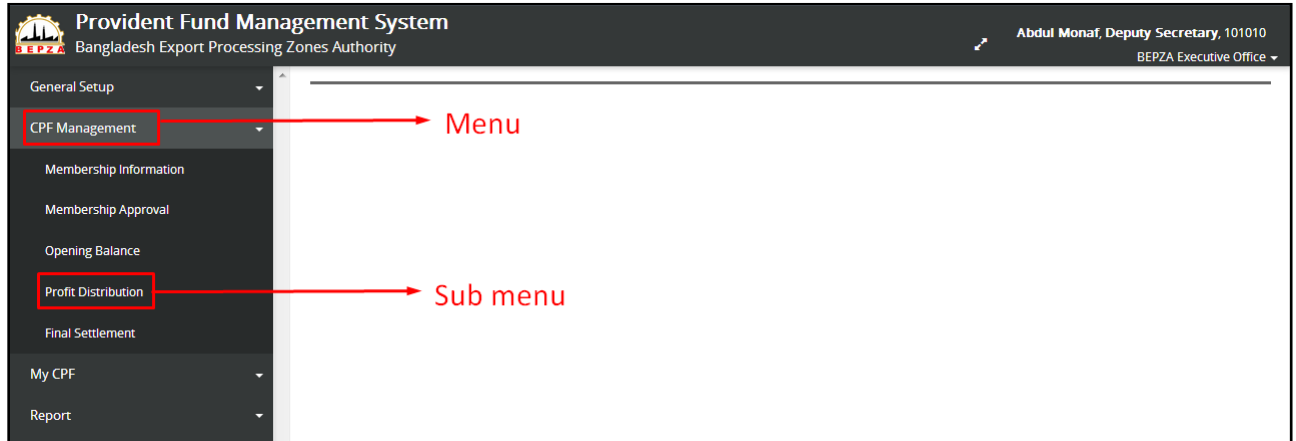 Provident Fund Management System
BEPZA Bangladesh Export Processing Zones Authority
Abdul Monaf, Deputy Secretary, 101010
BEPZA Executive Office
General Setup
CPF Management
Menu
Membership Information
Membership Approval
Opening Balance
Profit Distribution
Sub menu
Final Settlement
My CPF
Report